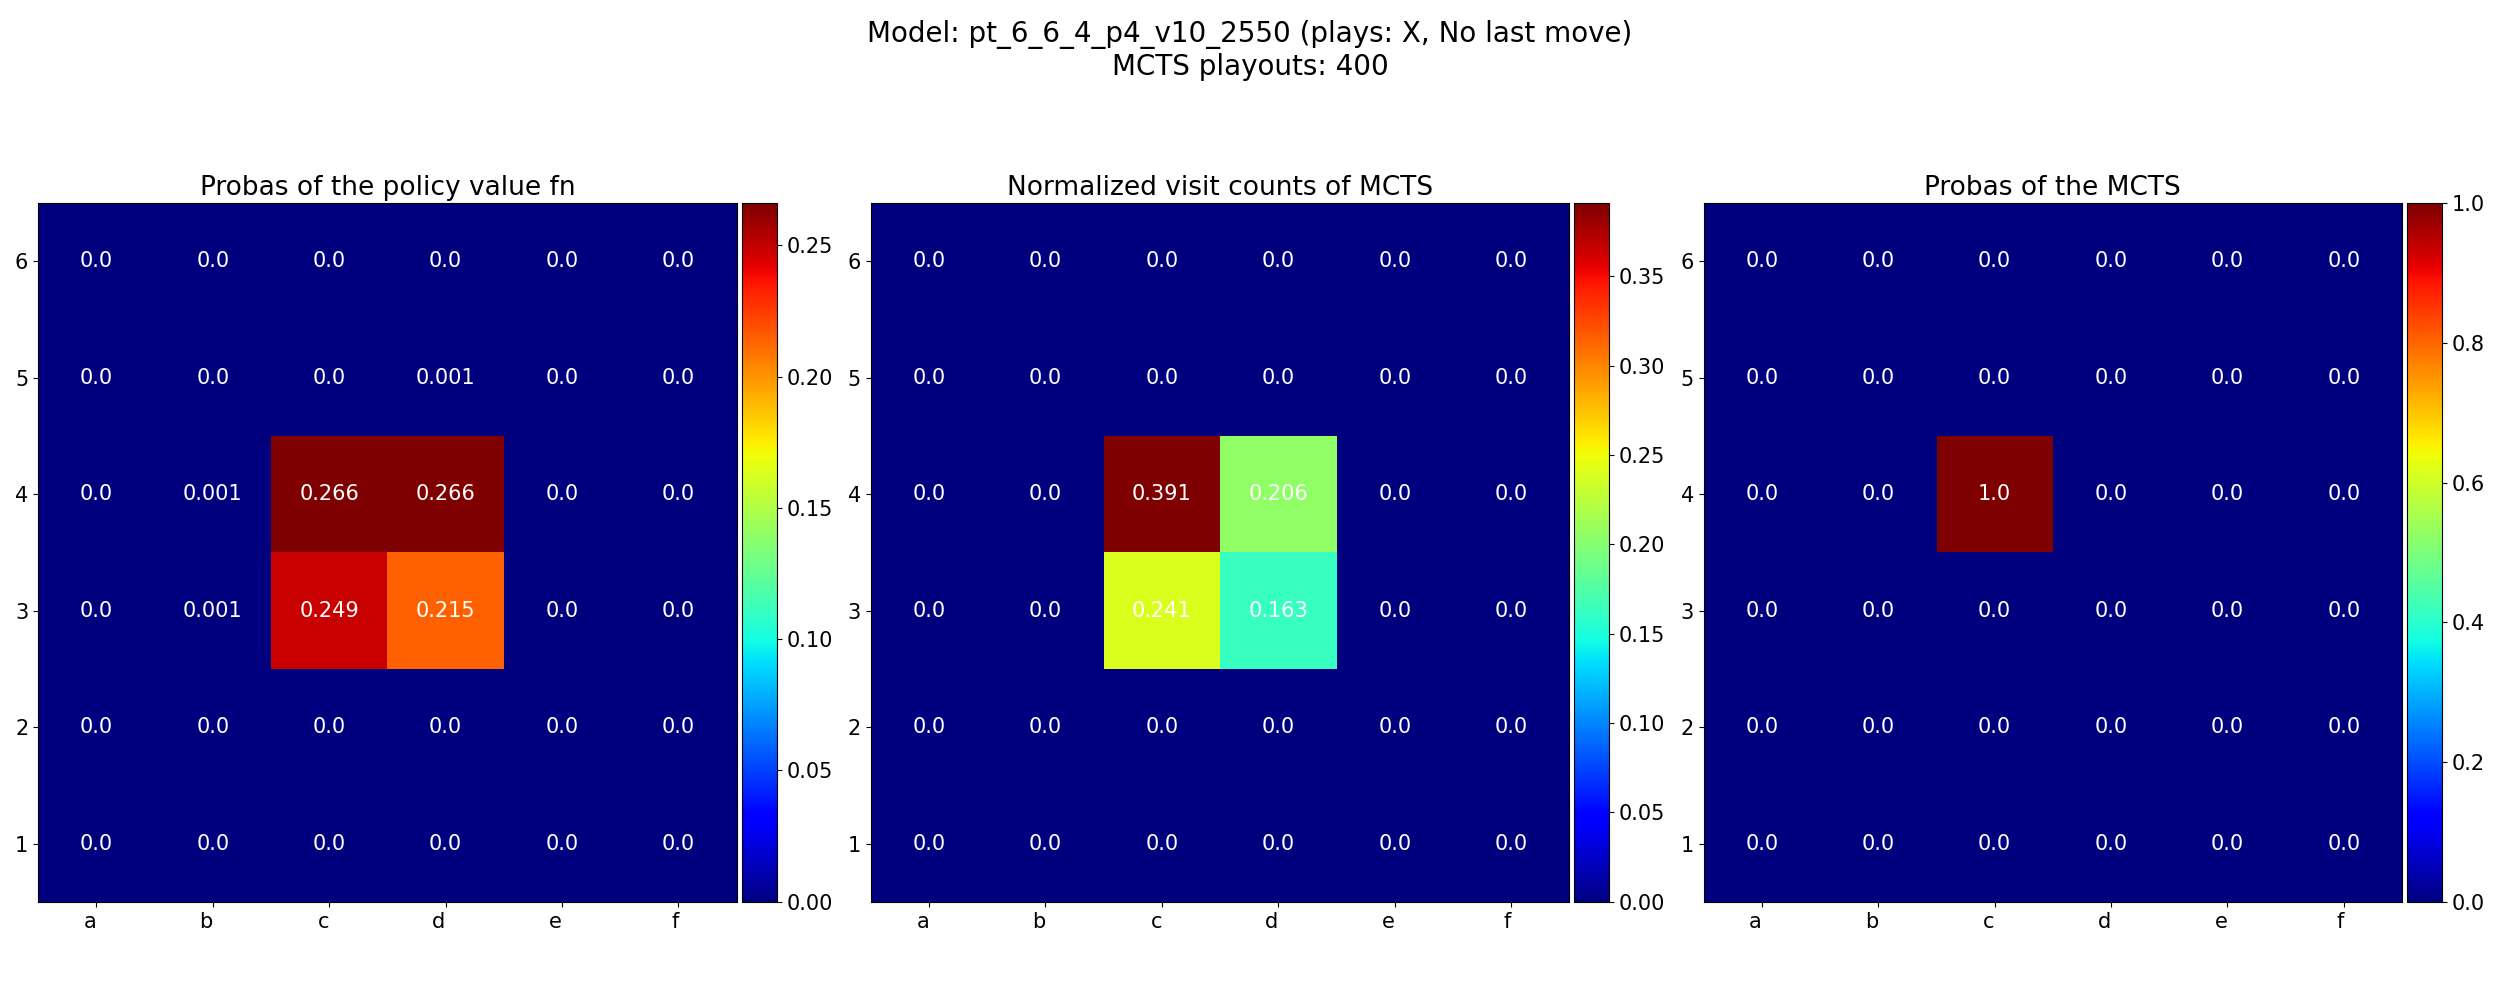 Model: pt_6_6_4_p4_v10_2550 (plays: X, No last move)
MCTS playouts: 400
Probas of the policy value fn
6 0.0 0.0 0.0 0.0 0.0 0.0
5 0.0 0.0 0.0 0.001 0.0 0.0
4 0.0 0.001 0.266 0.266 0.0 0.0
3 0.0 0.001 0.249 0.215 0.0 0.0
2 0.0 0.0 0.0 0.0 0.0 0.0
1 0.0 0.0 0.0 0.0 0.0 0.0
a b c d e f
0.25
0.20
0.15
0.10
0.05
0.00
Normalized visit counts of MCTS
6 0.0 0.0 0.0 0.0 0.0 0.0
5 0.0 0.0 0.0 0.0 0.0 0.0
4 0.0 0.0 0.391 0.206 0.0 0.0
3 0.0 0.0 0.241 0.163 0.0 0.0
2 0.0 0.0 0.0 0.0 0.0 0.0
1 0.0 0.0 0.0 0.0 0.0 0.0
a b c d e f
0.35
0.30
0.25
0.20
0.15
0.10
0.05
0.00
Probas of the MCTS
6 0.0 0.0 0.0 0.0 0.0 0.0
5 0.0 0.0 0.0 0.0 0.0 0.0
4 0.0 0.0 1.0 0.0 0.0 0.0
3 0.0 0.0 0.0 0.0 0.0 0.0
2 0.0 0.0 0.0 0.0 0.0 0.0
1 0.0 0.0 0.0 0.0 0.0 0.0
a b c d e f
1.0
0.8
0.6
0.4
0.2
0.0